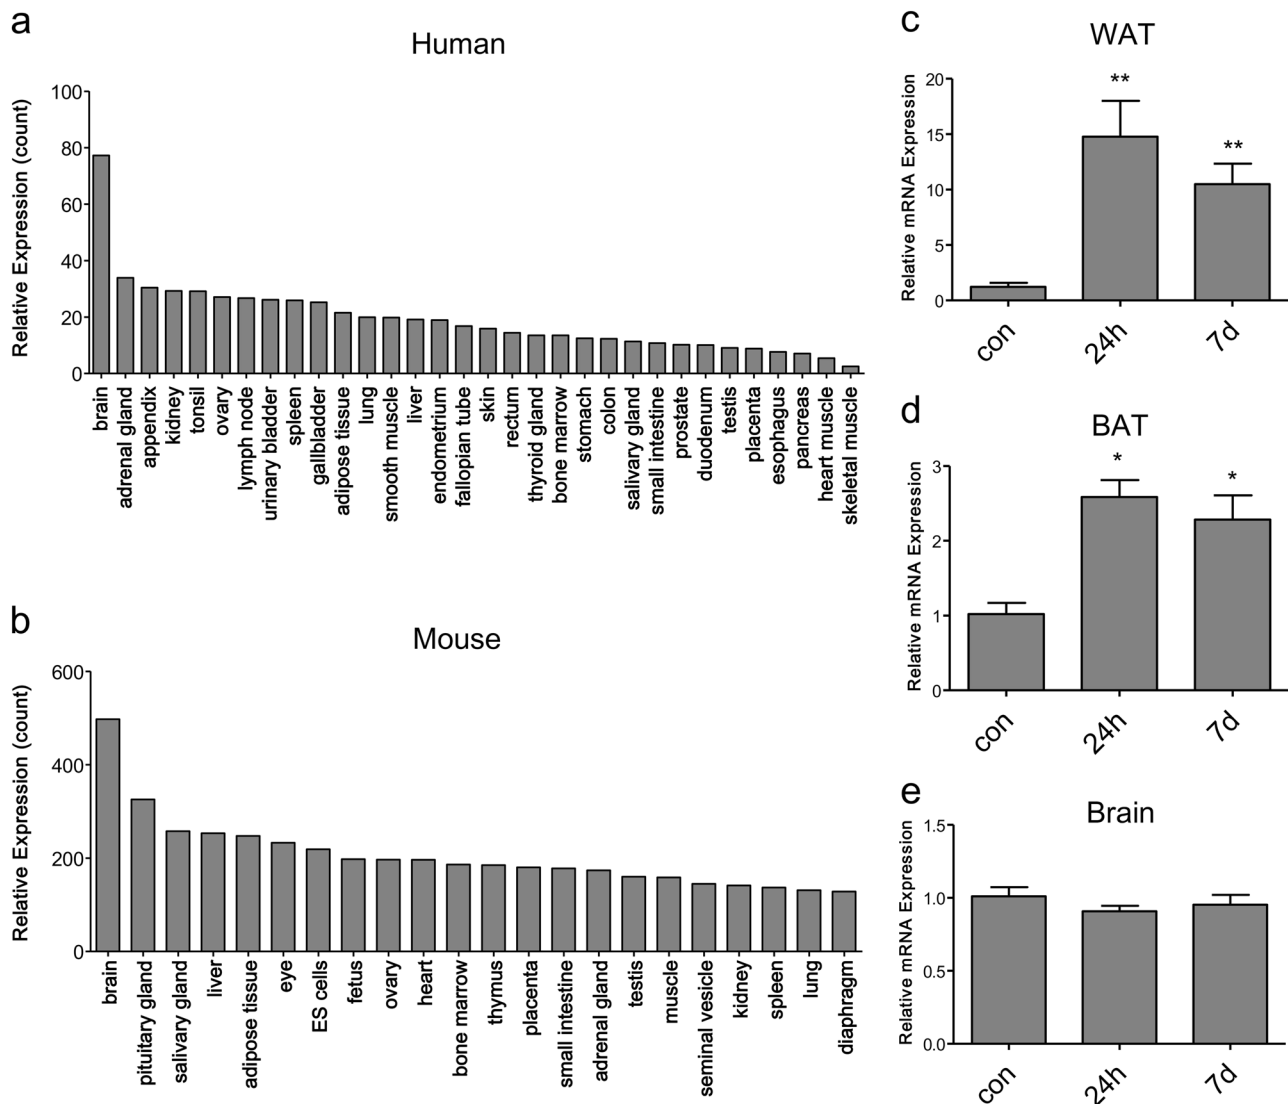 a
Human
Relative Expression (count)
100
80
60
40
20
0
brain
adrenal gland
appendix
kidney
tonsil
ovary
lymph node
urinary bladder
spleen
gallbladder
adipose tissue
lung
smooth muscle
liver
endometrium
fallopian tube
skin
rectum
thyroid gland
bone marrow
stomach
colon
salivary gland
small intestine
prostate
duodenum
testis
placenta
esophagus
pancreas
heart muscle
skeletal muscle
b
Mouse
Relative Expression (count)
600
400
200
0
brain
pituitary gland
salivary gland
liver
adipose tissue
eye
ES cells
fetus
ovary
heart
bone marrow
thymus
placenta
small intestine
adrenal gland
testis
muscle
seminal vesicle
kidney
spleen
lung
diaphragm
c
WAT
Relative mRNA Expression
20
15
10
5
0
**
**
con
24h
7d
d
BAT
Relative mRNA Expression
3
2
1
0
*
*
con
24h
7d
e
Brain
Relative mRNA Expression
1.5
1.0
0.5
0.0
con
24h
7d